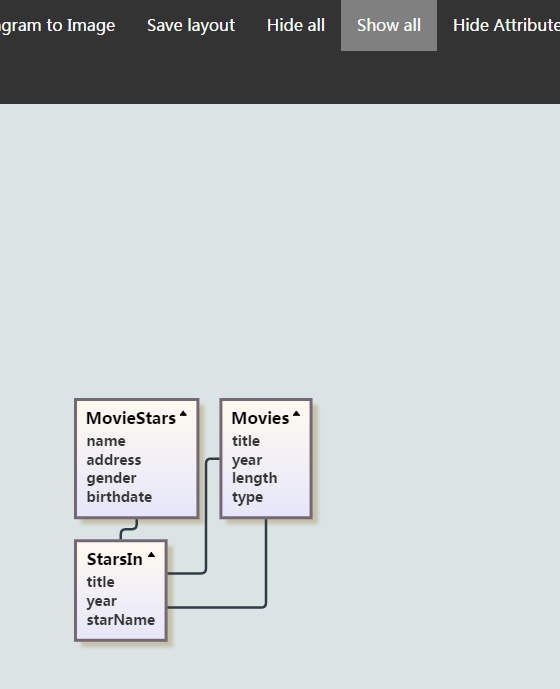 gram to Image Save layout Hide all Show all Hide Attribute
MovieStars
name
address
gender
birthdate
Movies
title
year
length
type
StarsIn
title
year
starName